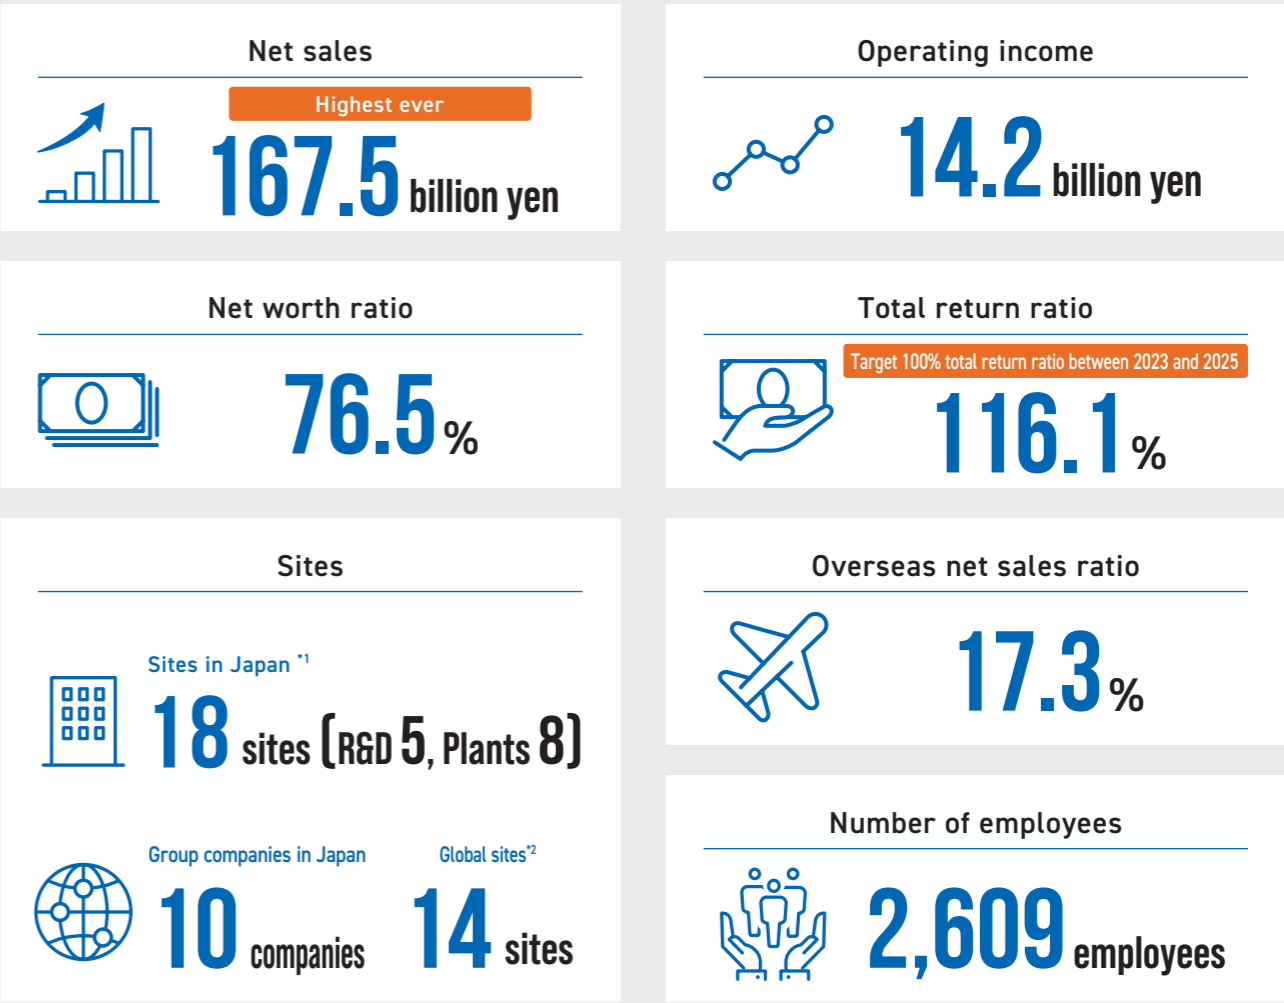 Net sales
Highest ever
167.5 billion yen
Operating income
14.2 billion yen
Net worth ratio
76.5 %
Total return ratio
Target 100% total return ratio between 2023 and 2025
116.1 %
Sites
Sites in Japan *1
18 sites (R&D 5, Plants 8)
Group companies in Japan
10 companies
Global sites*2
14 sites
Overseas net sales ratio
17.3 %
Number of employees
2,609 employees